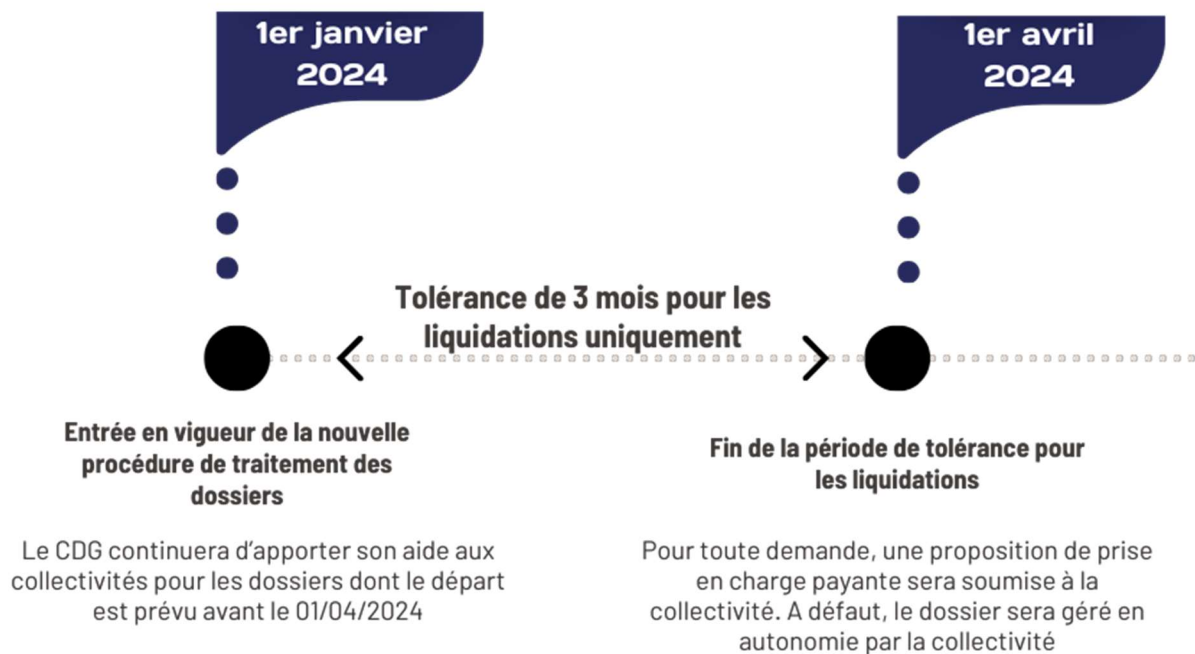 1er janvier
2024
1er avril
2024
Tolérance de 3 mois pour les
liquidations uniquement
Entrée en vigueur de la nouvelle
procédure de traitement des
dossiers
Le CDG continuera d'apporter son aide aux
collectivités pour les dossiers dont le départ
est prévu avant le 01/04/2024
Fin de la période de tolérance pour
les liquidations
Pour toute demande, une proposition de prise
en charge payante sera soumise à la
collectivité. A défaut, le dossier sera géré en
autonomie par la collectivité